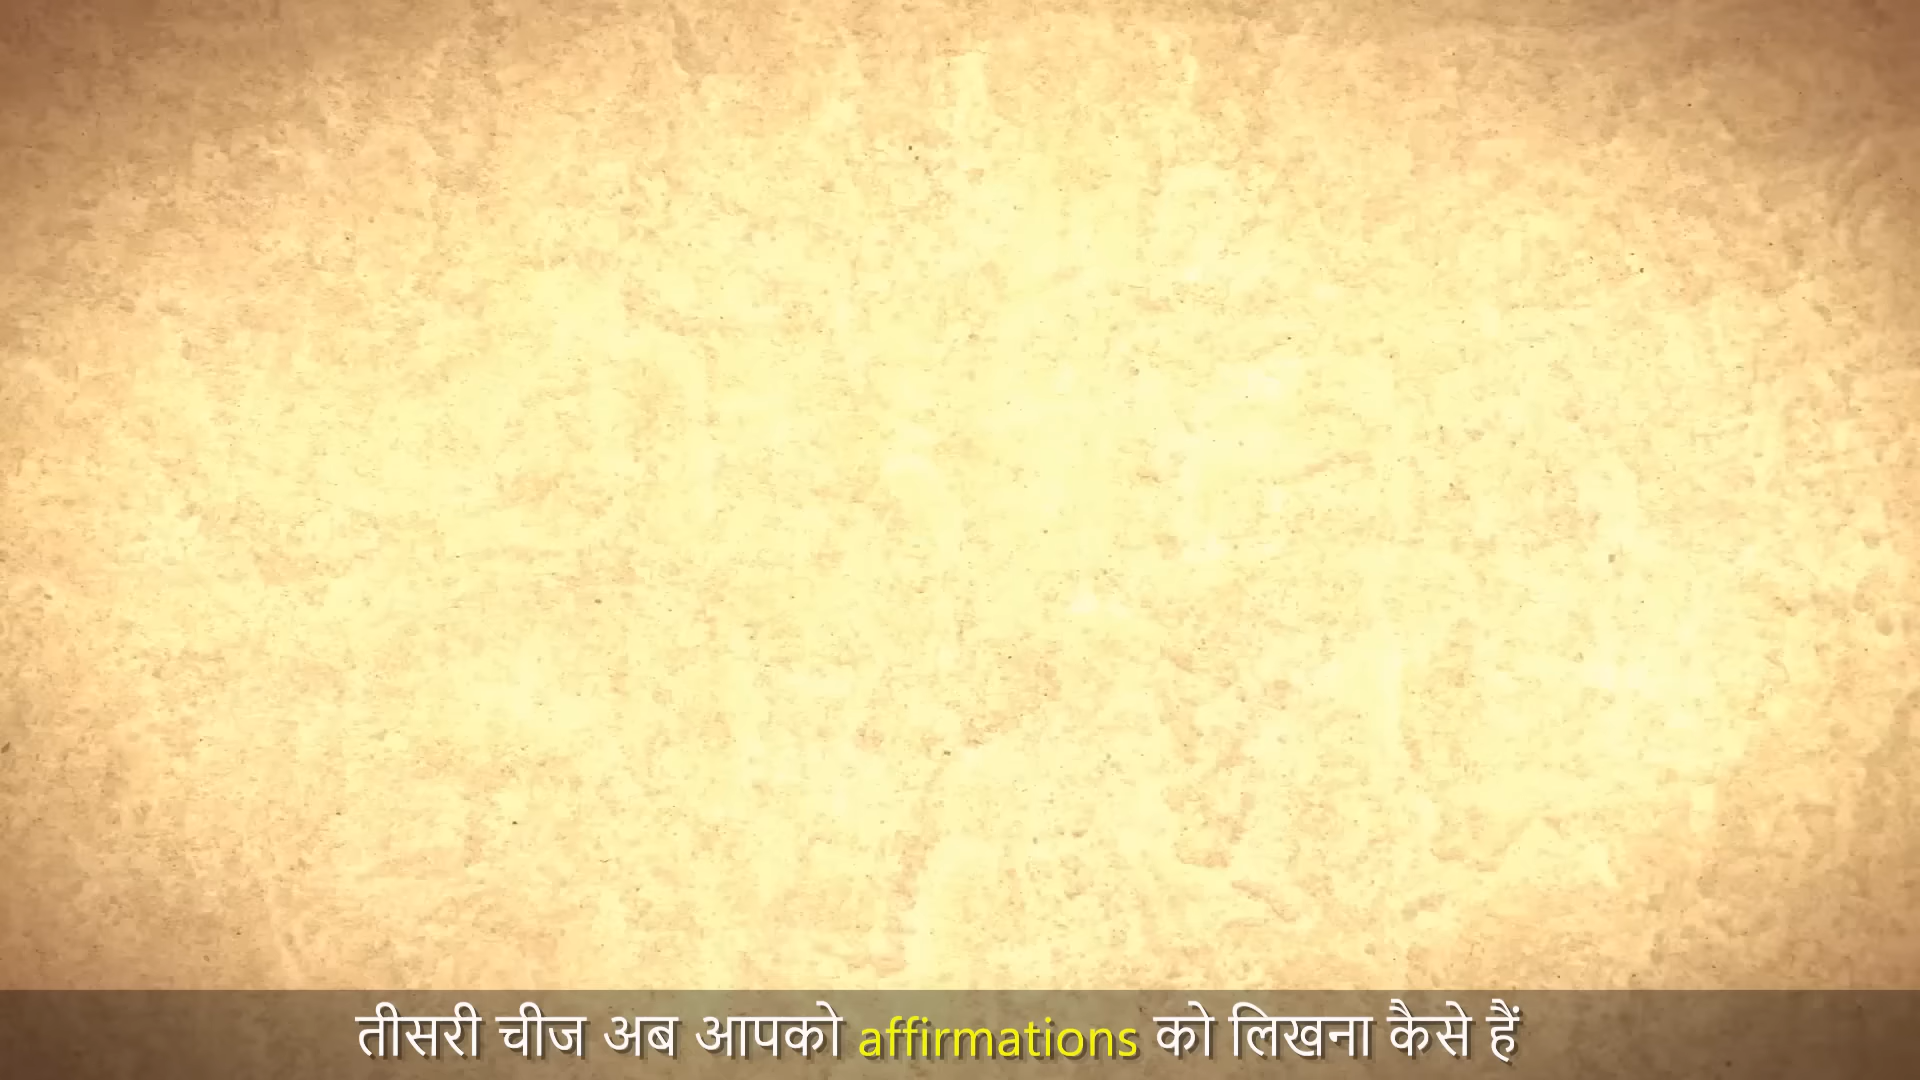 तीसरी चीज अब आपको affirmations को लिखना कैसे हैं